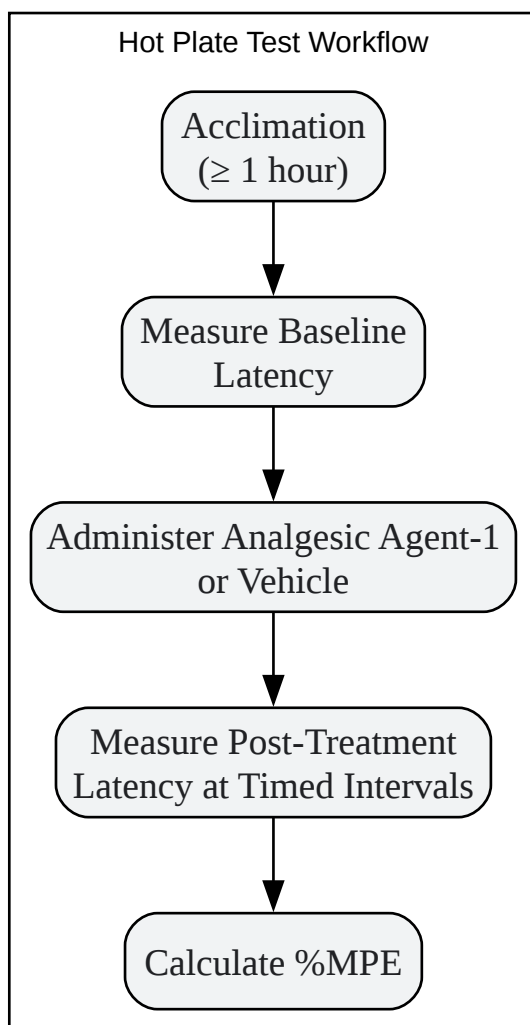 Hot Plate Test Workflow
Acclimation
(≥ 1 hour)
Measure Baseline
Latency
Administer Analgesic Agent-1
or Vehicle
Measure Post-Treatment
Latency at Timed Intervals
Calculate %MPE